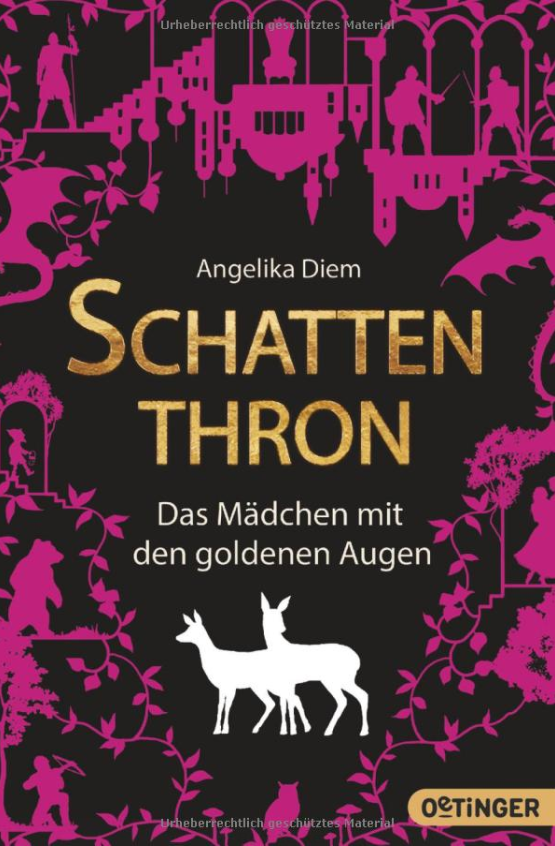 Urheberrechtlich geschütztes Material
Angelika Diem
SCHATTEN
THRON
Das Mädchen mit
den goldenen Augen
OETINGER
Urheberrechtlich geschütztes Material